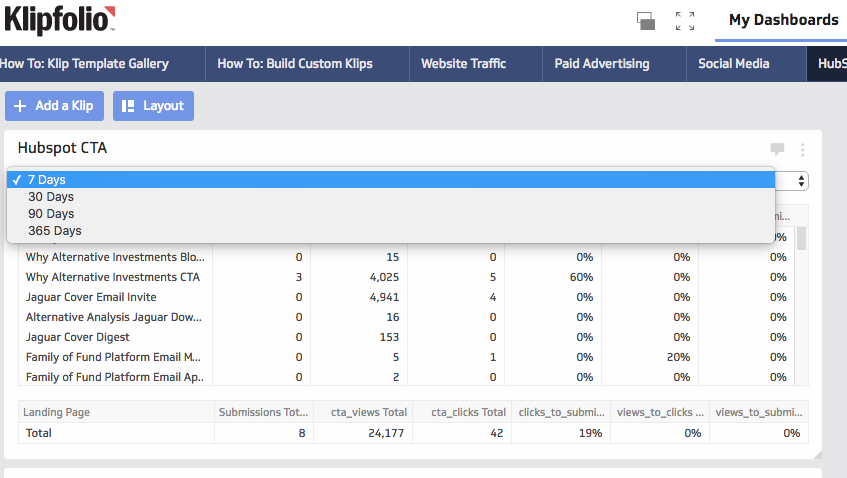 Klipfolio
My Dashboards
How To: Klip Template Gallery How To: Build Custom Klips Website Traffic Paid Advertising Social Media HubS
+ Add a Klip Layout
Hubspot CTA
✓ 7 Days
30 Days
90 Days
365 Days
Why Alternative Investments Blo... 0 15 0 0% 0% 0%
Why Alternative Investments CTA 3 4,025 5 60% 0% 0%
Jaguar Cover Email Invite 0 4,941 4 0% 0% 0%
Alternative Analysis Jaguar Dow... 0 16 0 0% 0% 0%
Jaguar Cover Digest 0 153 0 0% 0% 0%
Family of Fund Platform Email M... 0 5 1 0% 20% 0%
Family of Fund Platform Email Ap.. 0 2 0 0% 0% 0%
Landing Page Submissions Tot... cta_views Total cta_clicks Total clicks_to_submi... views_to_clicks ... views_to_submi...
Total 8 24,177 42 19% 0% 0%